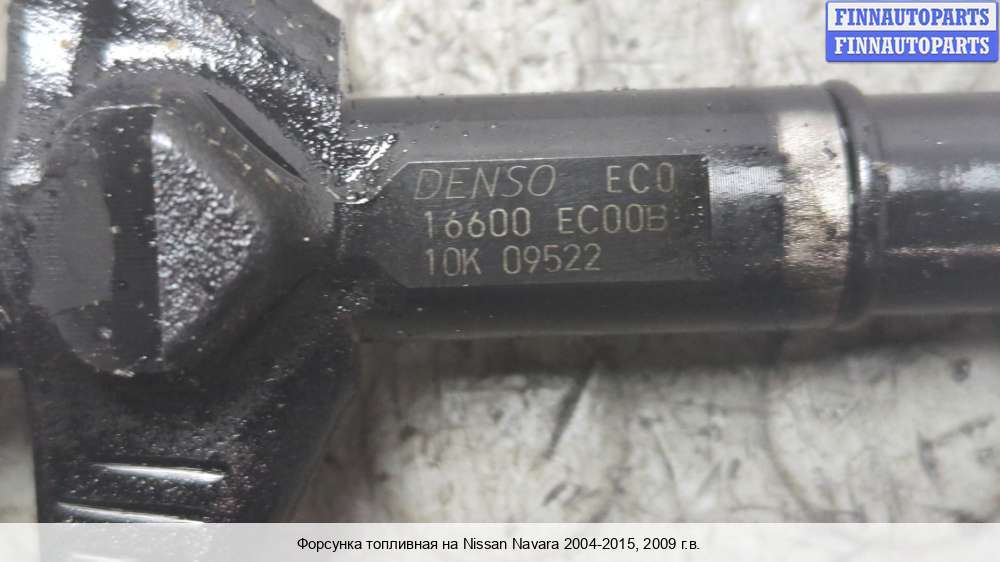 FINNAUTOPARTS
FINNAUTOPARTS
DENSO EC0
16600 EC00B
10K 09522
Форсунка топливная на Nissan Navara 2004-2015, 2009 г.в.